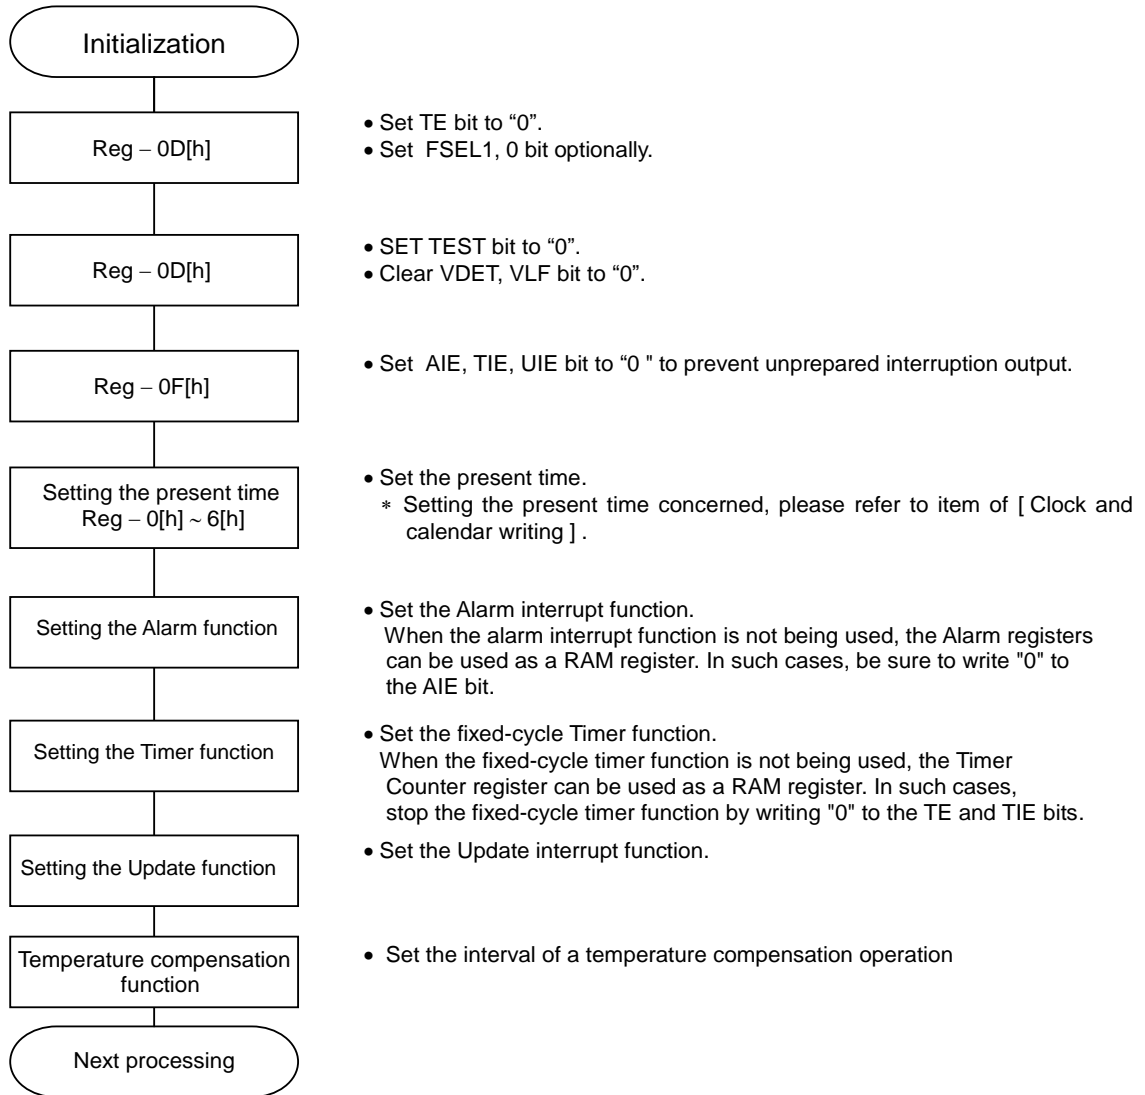 Initialization
Reg – 0D[h]
• Set TE bit to “0”.
• Set  FSEL1, 0 bit optionally.
Reg – 0D[h]
• SET TEST bit to “0”.
• Clear VDET, VLF bit to “0”.
Reg – 0F[h]
• Set  AIE, TIE, UIE bit to “0 " to prevent unprepared interruption output.
Setting the present time
Reg – 0[h] ~ 6[h]
• Set the present time.
∗ Setting the present time concerned, please refer to item of [ Clock and
calendar writing ] .
Setting the Alarm function
• Set the Alarm interrupt function.
When the alarm interrupt function is not being used, the Alarm registers
can be used as a RAM register. In such cases, be sure to write "0" to
the AIE bit.
Setting the Timer function
• Set the fixed-cycle Timer function.
When the fixed-cycle timer function is not being used, the Timer
Counter register can be used as a RAM register. In such cases,
stop the fixed-cycle timer function by writing "0" to the TE and TIE bits.
Setting the Update function
• Set the Update interrupt function.
Temperature compensation
function
• Set the interval of a temperature compensation operation
Next processing